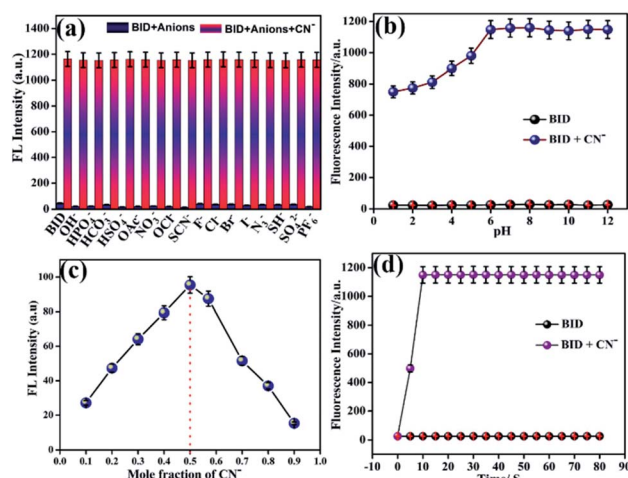 (a)
BID+Anions
BID+Anions+CN⁻
FL Intensity (a.u.)
1400
1200
1000
800
600
400
200
0
BID
OH⁻
HPO₄⁻
HCO₃⁻
OAc⁻
NO₃⁻
OCl⁻
SCN⁻
F⁻
Cl⁻
Br⁻
I⁻
N₃⁻
SH⁻
PF₆⁻
(b)
Fluorescence Intensity/a.u.
1200
1000
800
600
400
200
0
BID
BID + CN⁻
0
2
4
6
8
10
12
pH
(c)
FL Intensity (a.u)
100
80
60
40
20
0
0.0
0.1
0.2
0.3
0.4
0.5
0.6
0.7
0.8
0.9
1.0
Mole fraction of CN⁻
(d)
Fluorescence Intensity/a.u.
1200
1000
800
600
400
200
0
BID
BID + CN⁻
-10
0
10
20
30
40
50
60
70
80
90
Time/ S